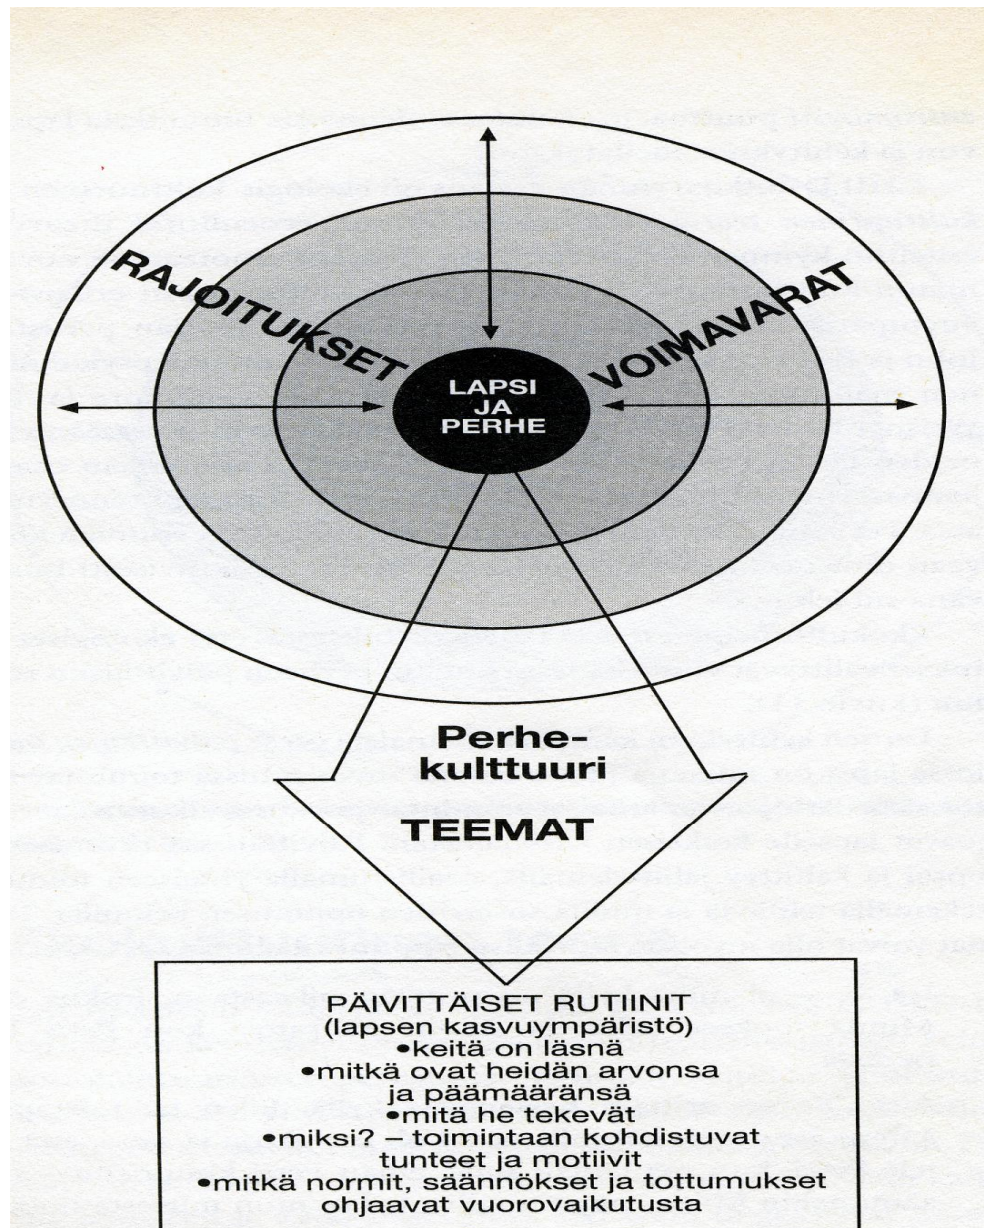 RAJOITUKSET
VOIMAVARAT
LAPSI
JA
PERHE
Perhe-
kulttuuri
TEEMAT
PÄIVITTÄISET RUTIINIT
(lapsen kasvuympäristö)
•keitä on läsnä
•mitkä ovat heidän arvonsa
ja päämääränsä
•mitä he tekevät
•miksi? – toimintaan kohdistuvat
tunteet ja motiivit
•mitkä normit, säännökset ja tottumukset
ohjaavat vuorovaikutusta